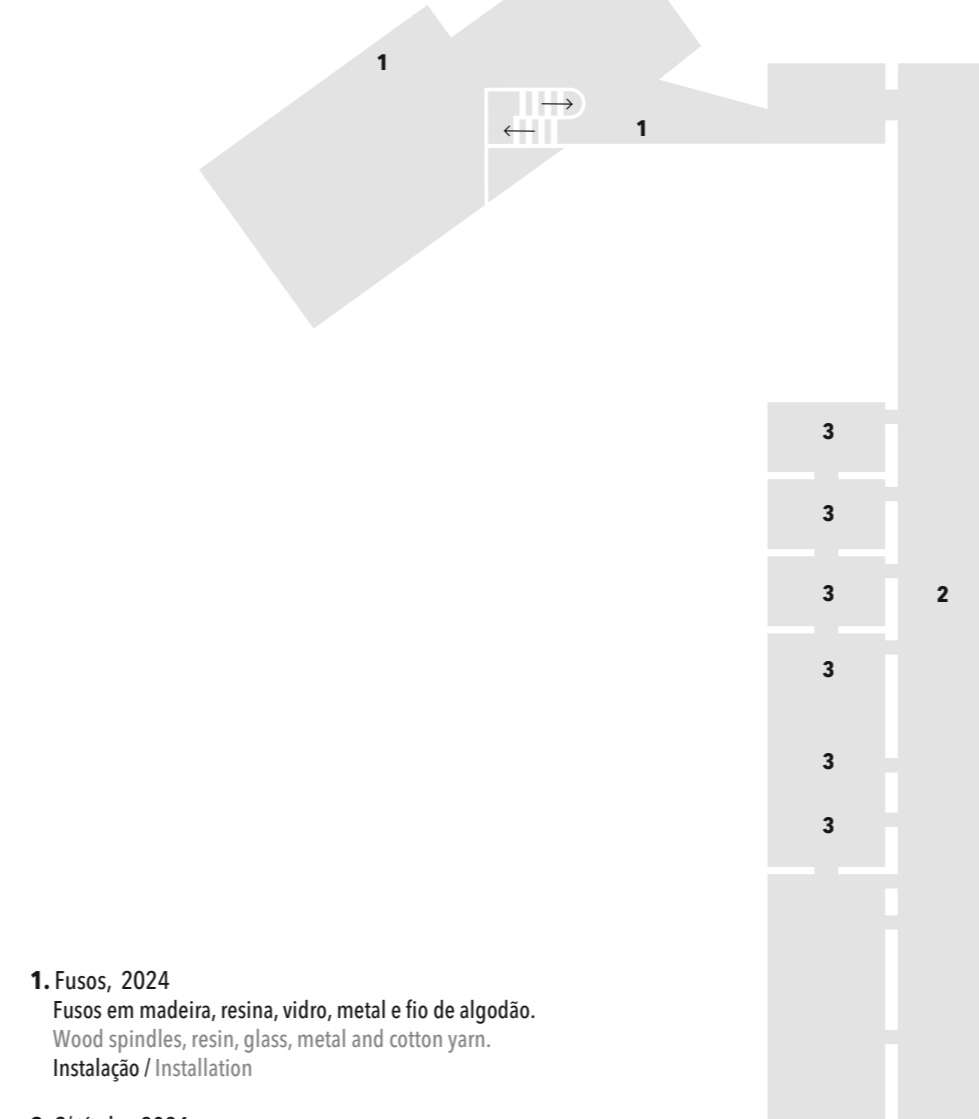 1
1
3
3
3
2
3
3
3
1. Fusos, 2024
Fusos em madeira, resina, vidro, metal e fio de algodão.
Wood spindles, resin, glass, metal and cotton yarn.
Instalação / Installation